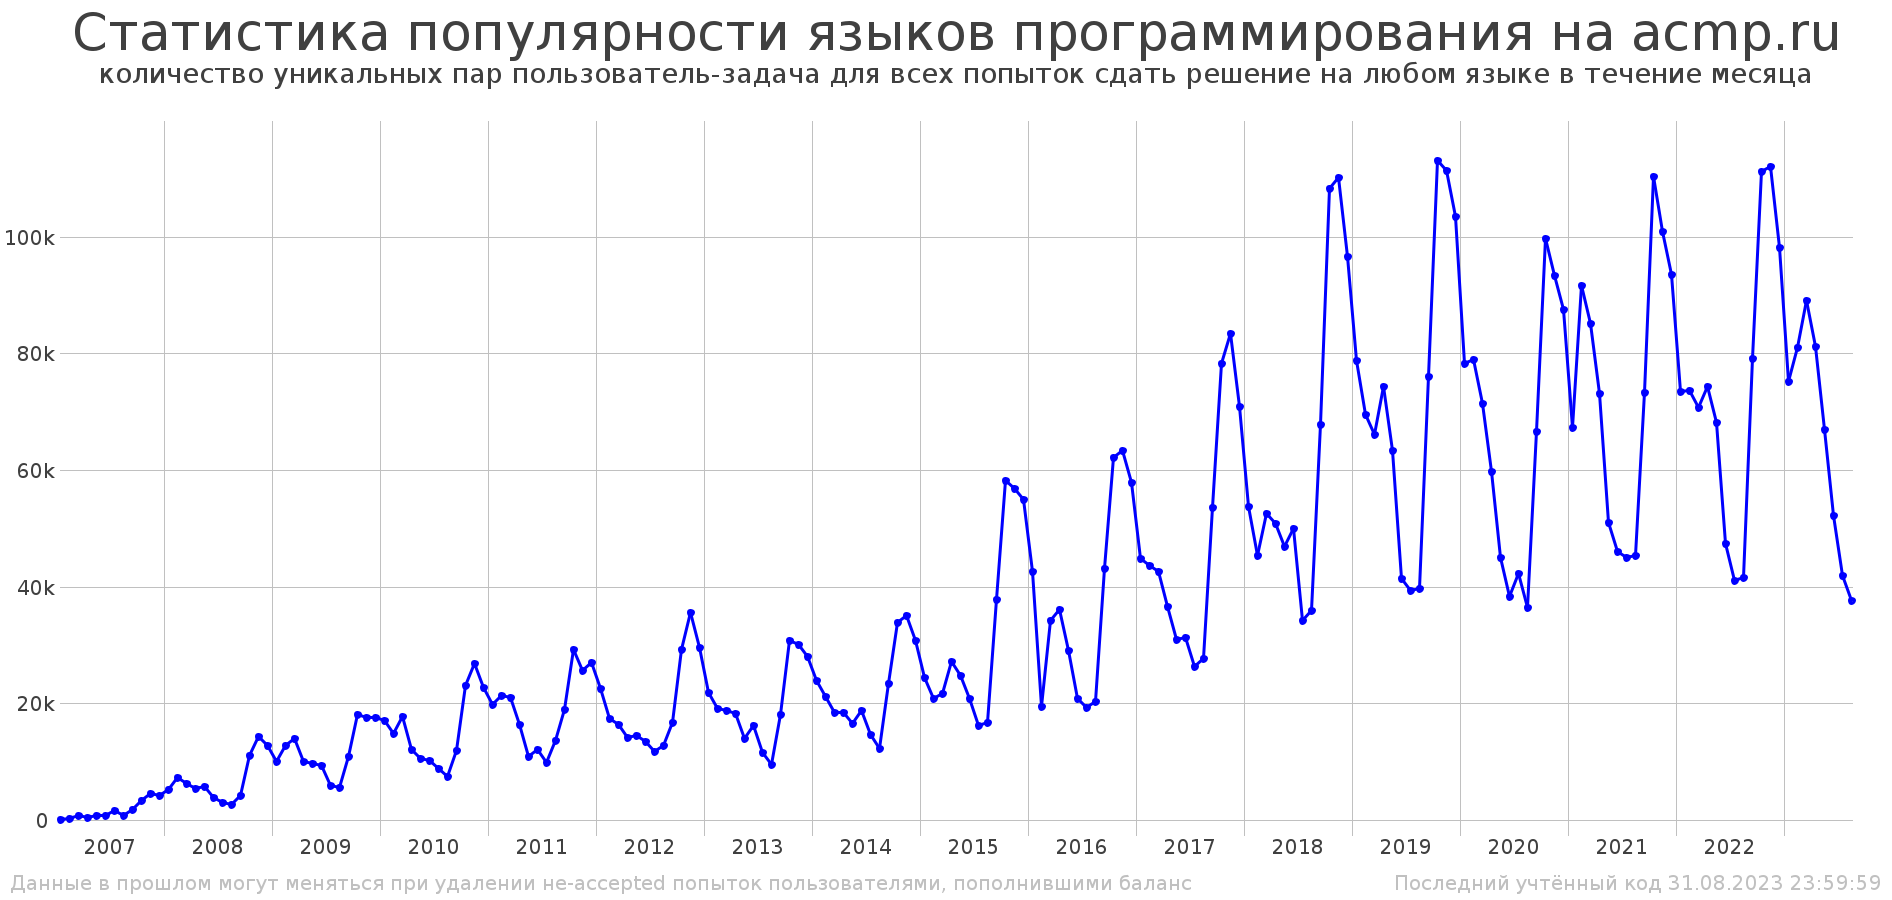 Статистика популярности языков программирования на acmp.ru
количество уникальных пар пользователь-задача для всех попыток сдать решение на любом языке в течение месяца
100k
80k
60k
40k
20k
0
2007 2008 2009 2010 2011 2012 2013 2014 2015 2016 2017 2018 2019 2020 2021 2022
Данные в прошлом могут меняться при удалении не-accepted попыток пользователями, пополнившими баланс
Последний учтённый код 31.08.2023 23:59:59